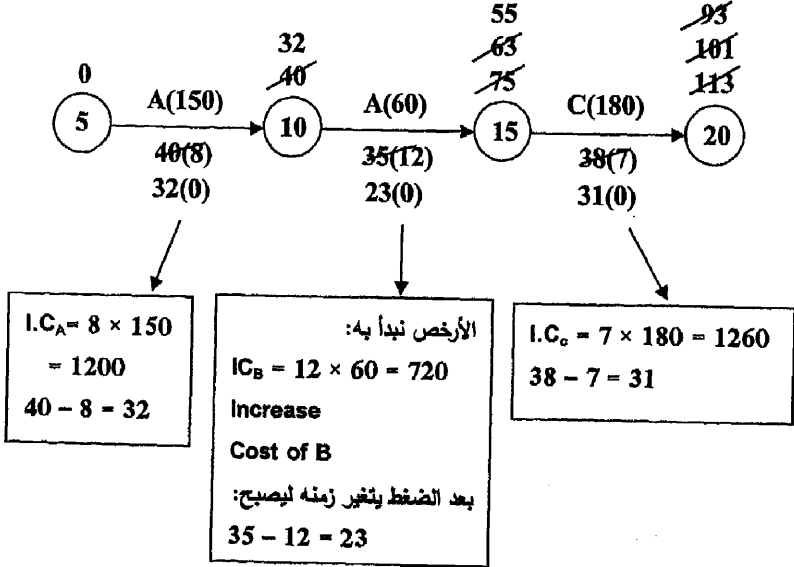 55
93
32
63
101
0
40
75
113
A(150)
A(60)
C(180)
5
10
15
20
40(8)
35(12)
38(7)
32(0)
23(0)
31(0)
I.C_A= 8 × 150
= 1200
40 – 8 = 32
الأرخص نبدأ به:
IC_B = 12 × 60 = 720
Increase
Cost of B
بعد الضغط يتغير زمنه ليصبح:
35 – 12 = 23
I.C_c = 7 × 180 = 1260
38 – 7 = 31